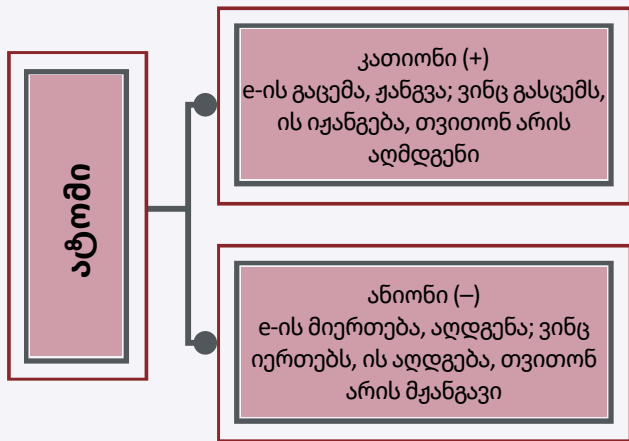 ატომი
კათიონი (+)
e-ის გაცემა, ჟანგვა; ვინც გასცემს,
ის იჟანგება, თვითონ არის
აღმდგენი
ანიონი (–)
e-ის მიერთება, აღდგენა; ვინც
იერთებს, ის აღდგება, თვითონ
არის მჟანგავი